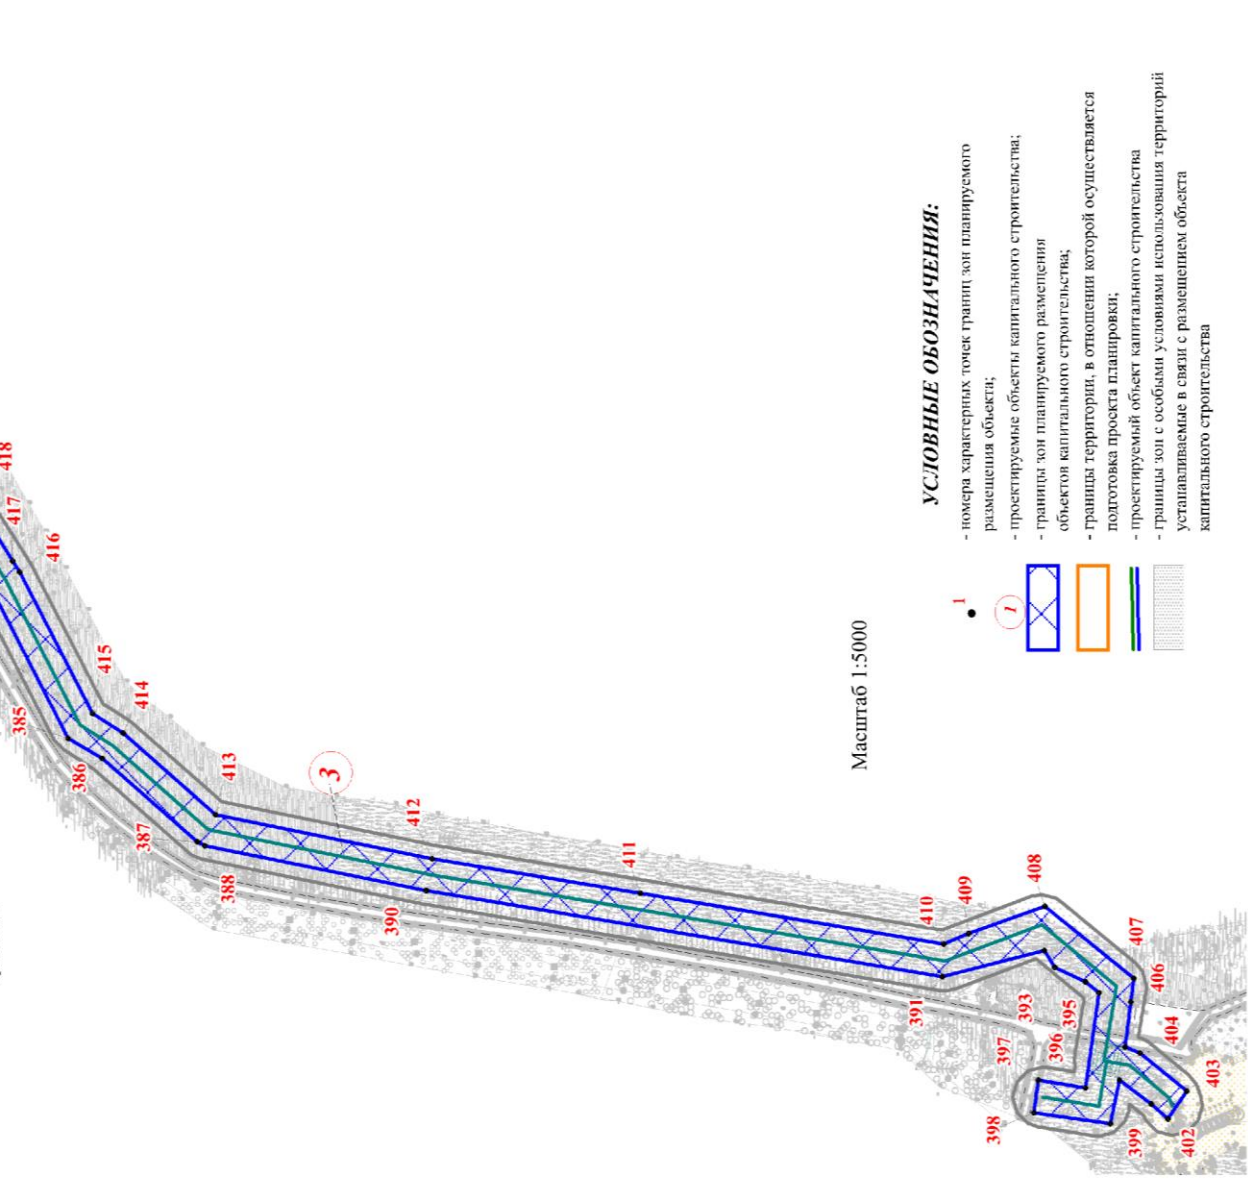 418
417
416
385
415
386
414
413
387
3
412
388
411
390
410
409
408
391
407
393
406
395
397
396
404
403
398
399
402
Масштаб 1:5000
УСЛОВНЫЕ ОБОЗНАЧЕНИЯ:
1
- номера характерных точек границ зон планируемого
размещения объекта;
1
- проектируемые объекты капитального строительства;
- границы зон планируемого размещения
объектов капитального строительства;
- границы территории, в отношении которой осуществляется
подготовка проекта планировки;
- проектируемый объект капитального строительства
- границы зон с особыми условиями использования территорий
устанавливаемые в связи с размещением объекта
капитального строительства